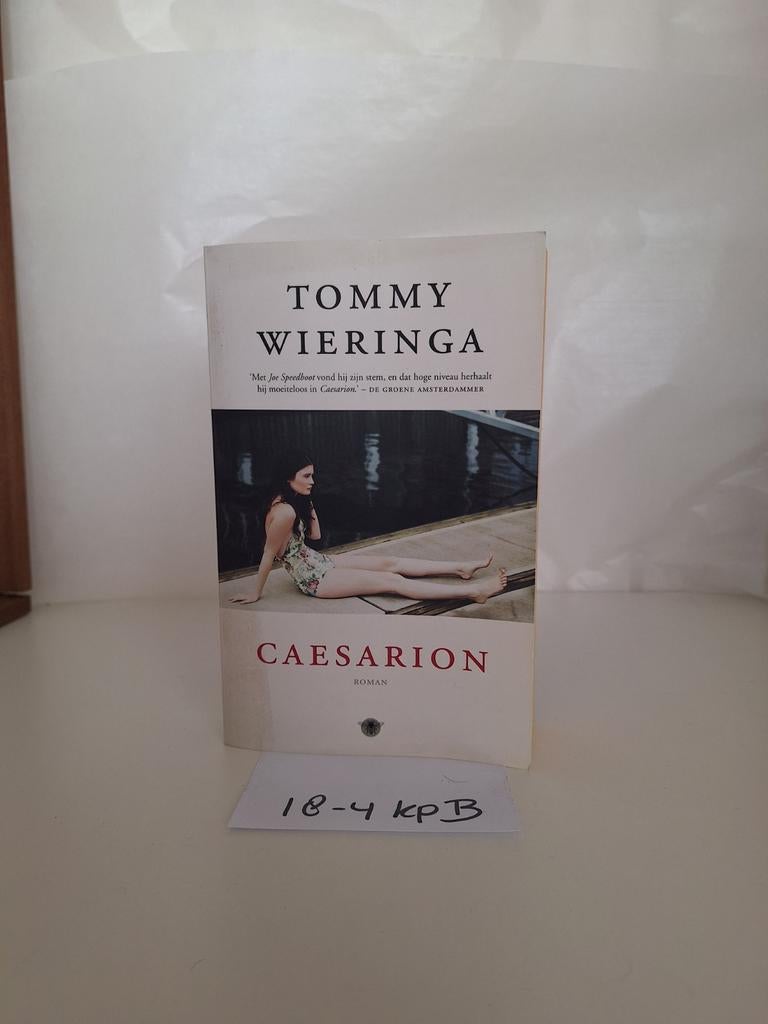 TOMMY
WIERINGA
'Met Joe Speedboot vond hij zijn stem, en dat hoge niveau herhaalt
hij moeiteloos in Caesarion.' – DE GROENE AMSTERDAMMER
CAESARION
ROMAN
18-4 kpB